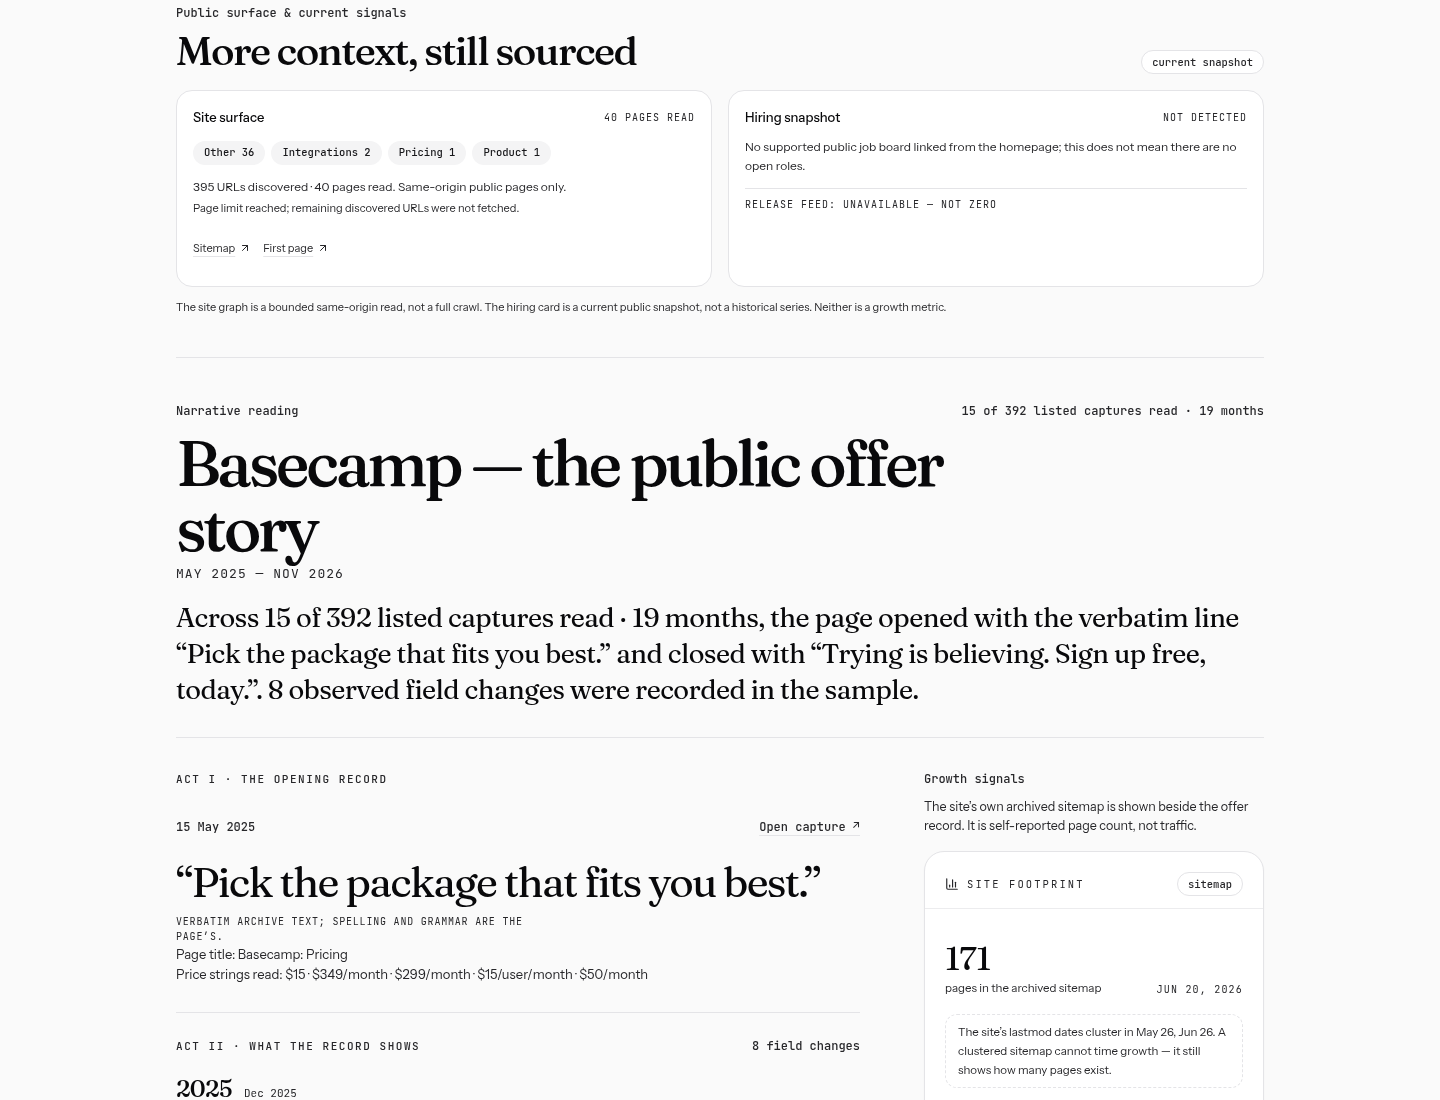 Public surface & current signals
More context, still sourced
current snapshot
Site surface
40 PAGES READ
Other 36
Integrations 2
Pricing 1
Product 1
395 URLs discovered · 40 pages read. Same-origin public pages only.
Page limit reached; remaining discovered URLs were not fetched.
Sitemap ↗
First page ↗
Hiring snapshot
NOT DETECTED
No supported public job board linked from the homepage; this does not mean there are no
open roles.
RELEASE FEED: UNAVAILABLE — NOT ZERO
The site graph is a bounded same-origin read, not a full crawl. The hiring card is a current public snapshot, not a historical series. Neither is a growth metric.
Narrative reading
15 of 392 listed captures read · 19 months
Basecamp — the public offer
story
MAY 2025 — NOV 2026
Across 15 of 392 listed captures read · 19 months, the page opened with the verbatim line
“Pick the package that fits you best.” and closed with “Trying is believing. Sign up free,
today.”. 8 observed field changes were recorded in the sample.
ACT I · THE OPENING RECORD
15 May 2025
Open capture ↗
“Pick the package that fits you best.”
VERBATIM ARCHIVE TEXT; SPELLING AND GRAMMAR ARE THE
PAGE’S.
Page title: Basecamp: Pricing
Price strings read: $15 · $349/month · $299/month · $15/user/month · $50/month
ACT II · WHAT THE RECORD SHOWS
8 field changes
2025 Dec 2025
Growth signals
The site’s own archived sitemap is shown beside the offer
record. It is self-reported page count, not traffic.
SITE FOOTPRINT
sitemap
171
pages in the archived sitemap
JUN 20, 2026
The site’s lastmod dates cluster in May 26, Jun 26. A
clustered sitemap cannot time growth — it still
shows how many pages exist.